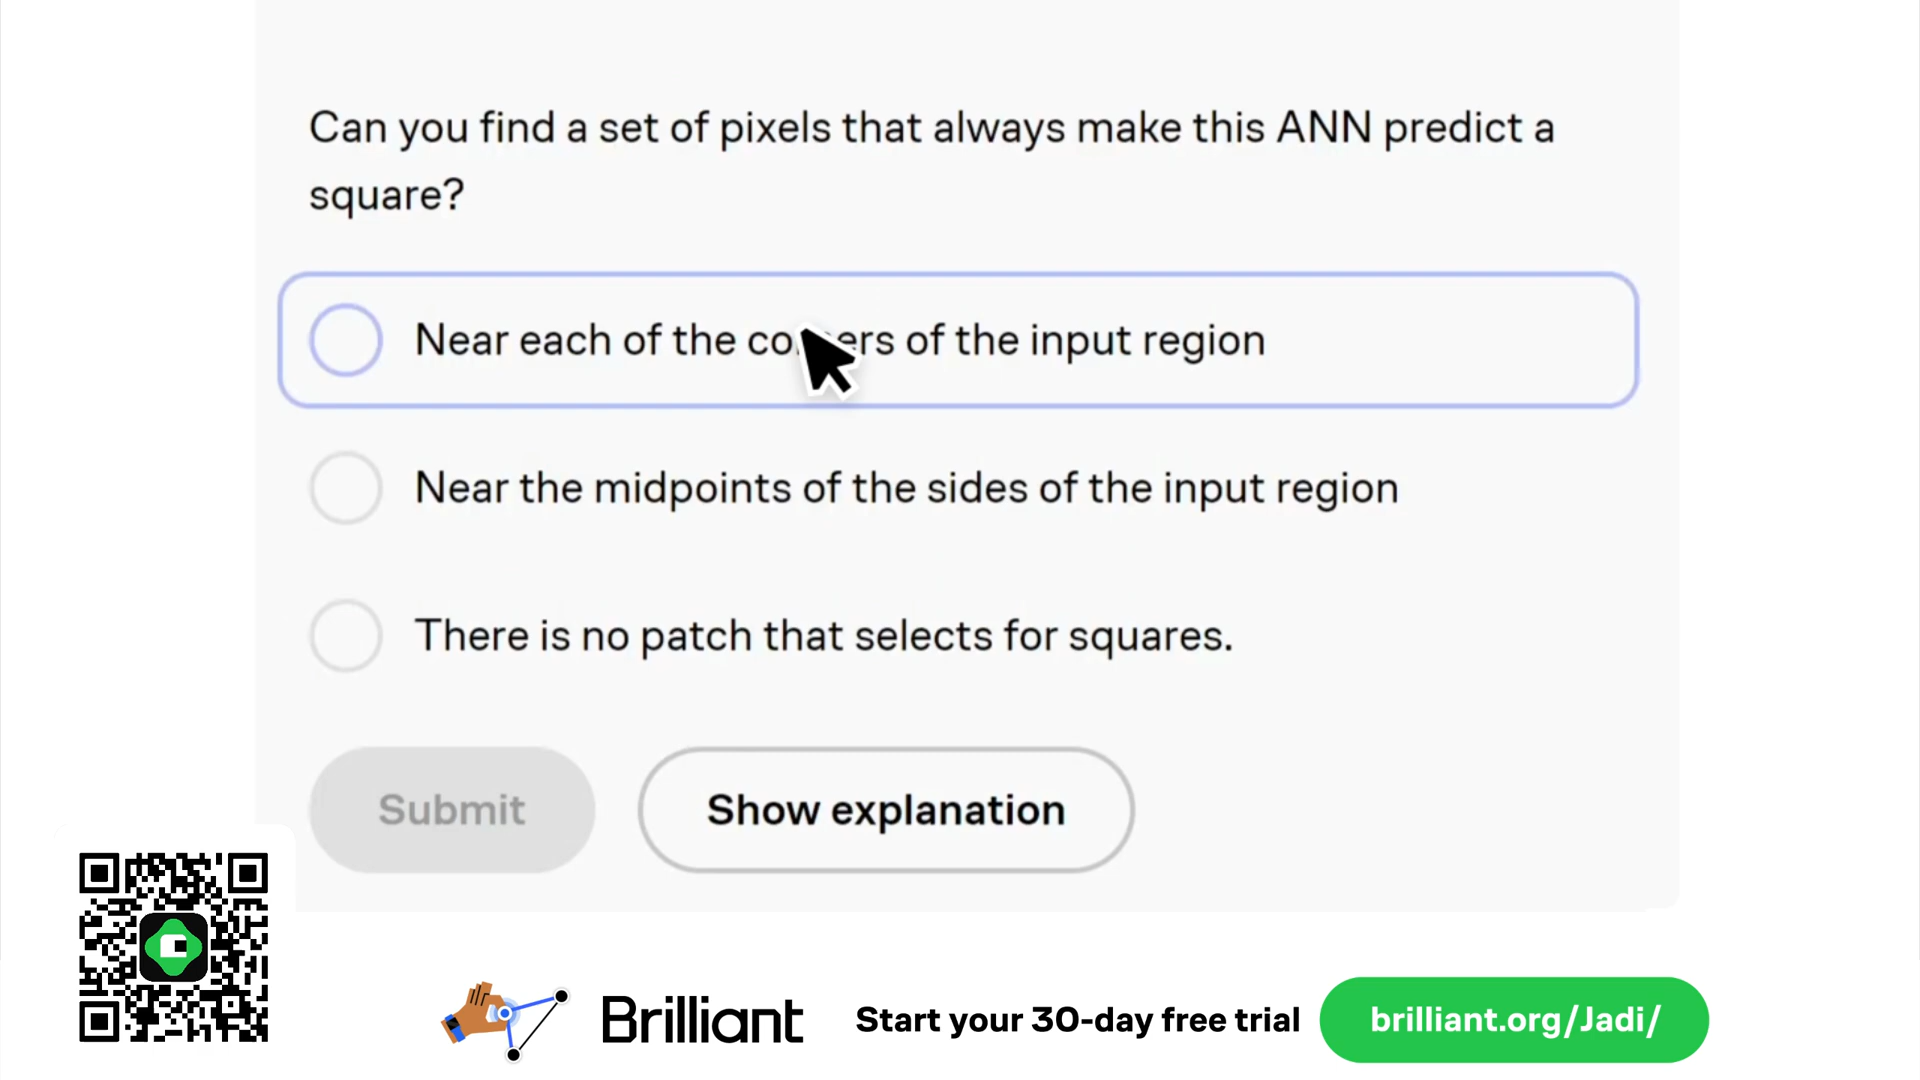 Can you find a set of pixels that always make this ANN predict a
square?
Near each of the corners of the input region
Near the midpoints of the sides of the input region
There is no patch that selects for squares.
Submit
Show explanation
Brilliant
Start your 30-day free trial
brilliant.org/Jadi/